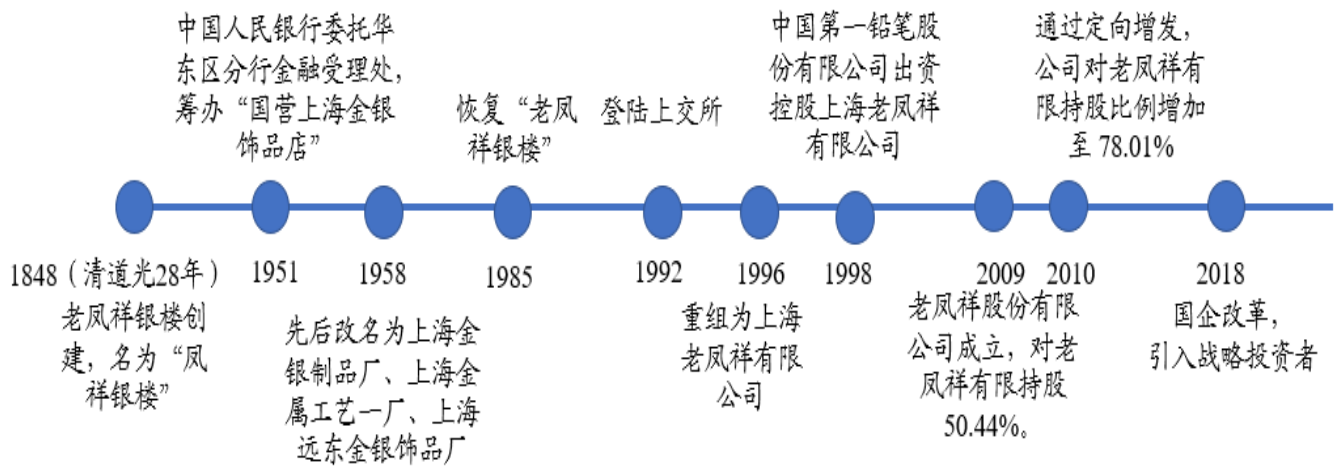 中国人民银行委托华
东区分行金融受理处，
筹办“国营上海金银
饰品店”
恢复“老凤
祥银楼”
登陆上交所
中国第一铅笔股
份有限公司出资
控股上海老凤祥
有限公司
通过定向增发，
公司对老凤祥有
限持股比例增加
至 78.01%
1848（清道光28年）
老凤祥银楼创
建，名为“凤
祥银楼”
1951
1958
先后改名为上海金
银制品厂、上海金
属工艺一厂、上海
远东金银饰品厂
1985
1992
1996
重组为上海
老凤祥有限
公司
1998
2009
老凤祥股份有限
公司成立，对老
凤祥有限持股
50.44%。
2010
2018
国企改革，
引入战略投资者